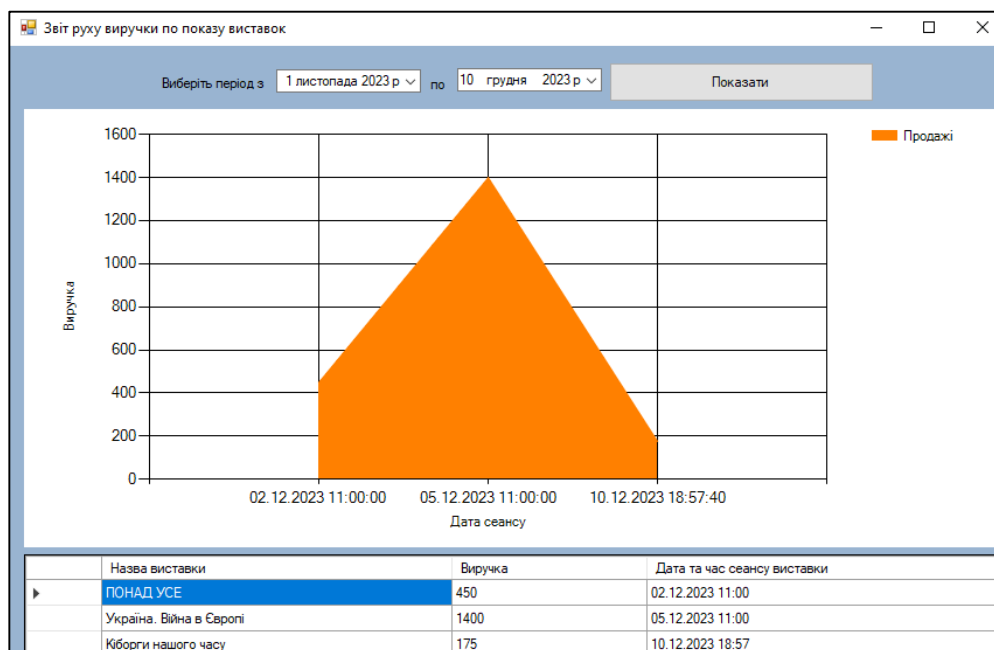 Звіт руху виручки по показу виставок
Виберіть період з 1 листопада 2023 р по 10 грудня 2023 р Показати
1600
Продажі
1400
1200
1000
800
600
400
200
0
Виручка
02.12.2023 11:00:00 05.12.2023 11:00:00 10.12.2023 18:57:40
Дата сеансу
Назва виставки Виручка Дата та час сеансу виставки
ПОНАД УСЕ 450 02.12.2023 11:00
Україна. Війна в Європі 1400 05.12.2023 11:00
Кіборги нашого часу 175 10.12.2023 18:57